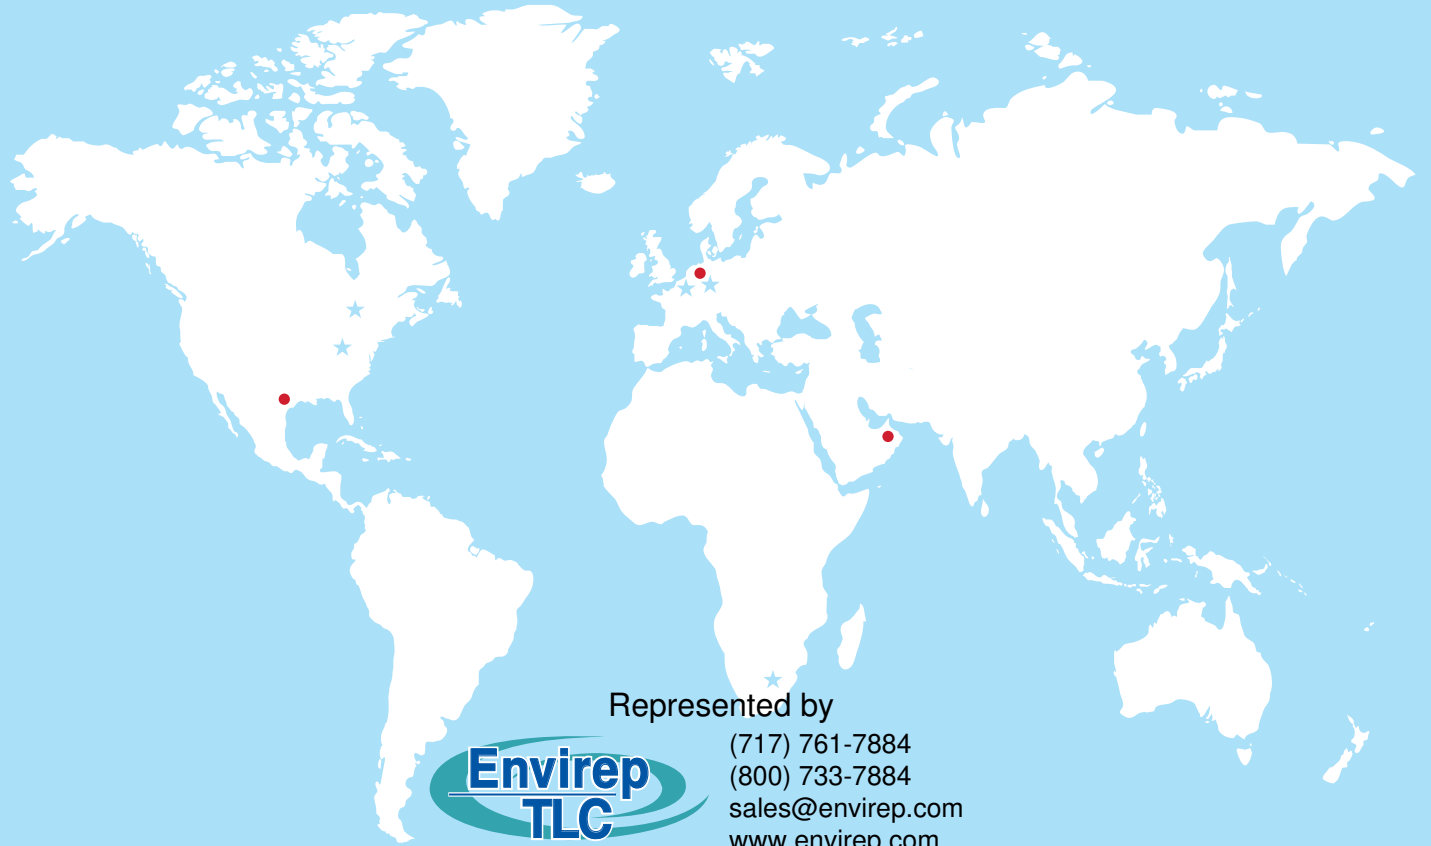 Represented by
Envirep
TLC
(717) 761-7884
(800) 733-7884
sales@envirep.com
www.envirep.com